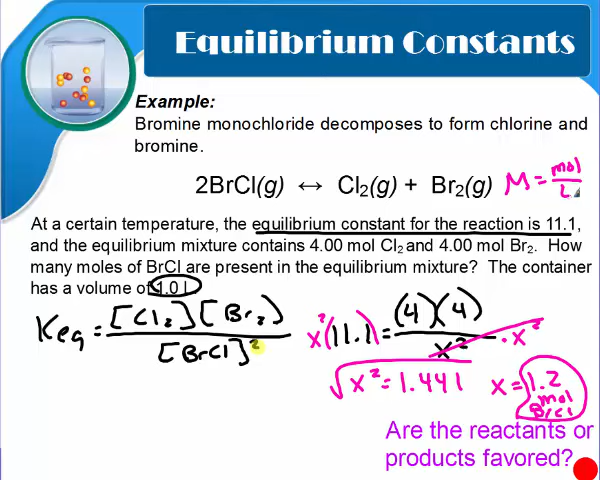 Equilibrium Constants
Example:
Bromine monochloride decomposes to form chlorine and
bromine.
2BrCl(g) ↔ Cl₂(g) + Br₂(g) M = mol/L
At a certain temperature, the equilibrium constant for the reaction is 11.1,
and the equilibrium mixture contains 4.00 mol Cl₂ and 4.00 mol Br₂. How
many moles of BrCl are present in the equilibrium mixture? The container
has a volume of 1.0 l
Keq = [Cl₂][Br₂] / [BrCl]² x²(11.1) = (4)(4) / x² · x²
√x² = 1.441 x = 1.2 mol BrCl
Are the reactants or
products favored?